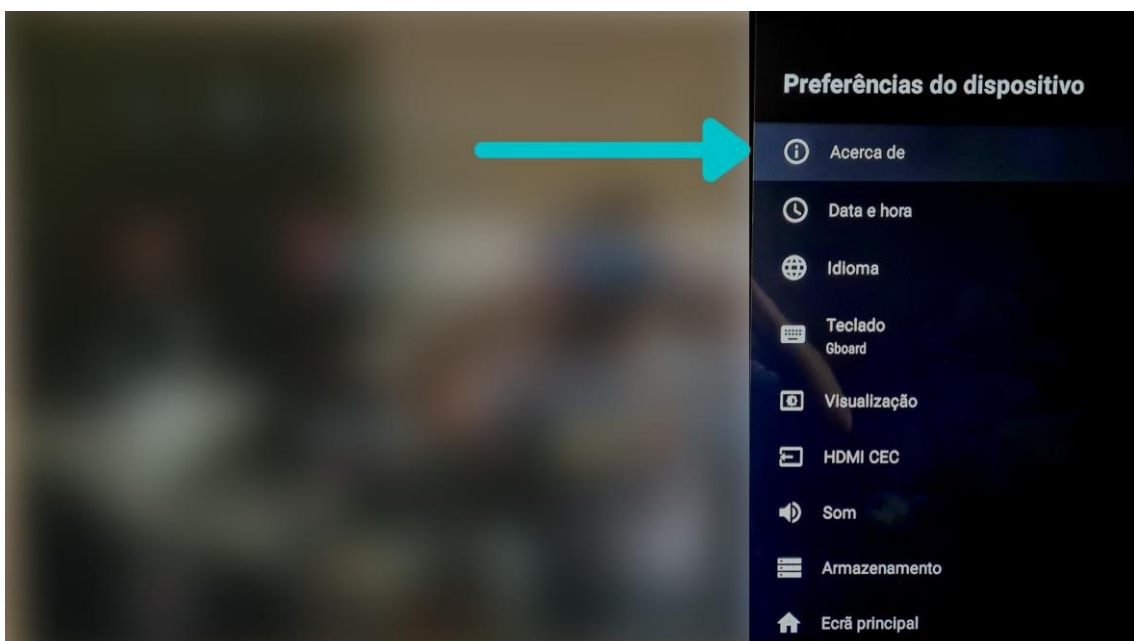 Preferências do dispositivo
Acerca de
Data e hora
Idioma
Teclado
Gboard
Visualização
HDMI CEC
Som
Armazenamento
Ecrã principal